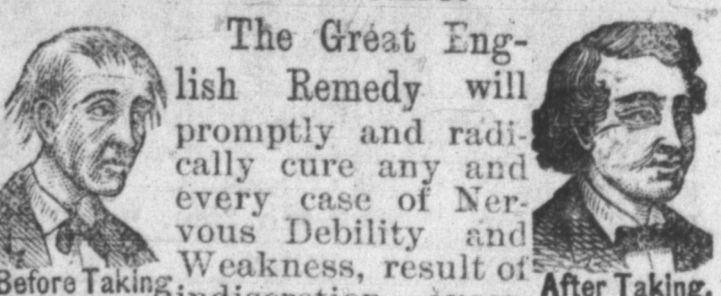 The Great Eng-
lish Remedy will
promptly and radi-
cally cure any and
every case of Ner-
vous Debility and
Weakness, result of
Before Taking
After Taking.